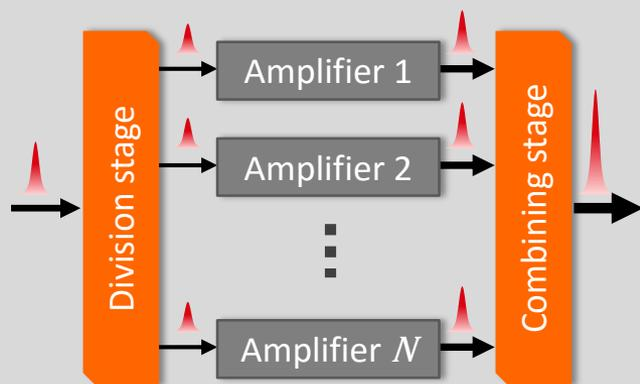 Division stage
Amplifier 1
Amplifier 2
Amplifier N
Combining stage